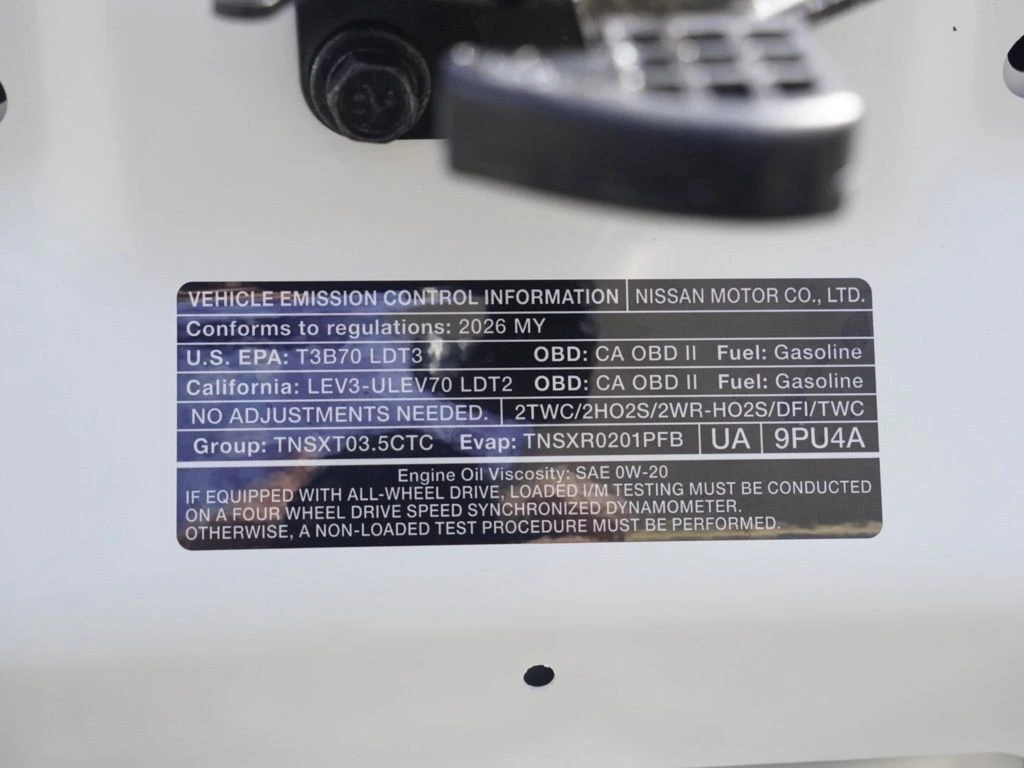 VEHICLE EMISSION CONTROL INFORMATION NISSAN MOTOR CO., LTD.
Conforms to regulations: 2026 MY
U.S. EPA: T3B70 LDT3 OBD: CA OBD II Fuel: Gasoline
California: LEV3-ULEV70 LDT2 OBD: CA OBD II Fuel: Gasoline
NO ADJUSTMENTS NEEDED. 2TWC/2HO2S/2WR-HO2S/DFI/TWC
Group: TNSXT03.5CTC Evap: TNSXR0201PFB UA 9PU4A
Engine Oil Viscosity: SAE 0W-20
IF EQUIPPED WITH ALL-WHEEL DRIVE, LOADED I/M TESTING MUST BE CONDUCTED
ON A FOUR WHEEL DRIVE SPEED SYNCHRONIZED DYNAMOMETER.
OTHERWISE, A NON-LOADED TEST PROCEDURE MUST BE PERFORMED.